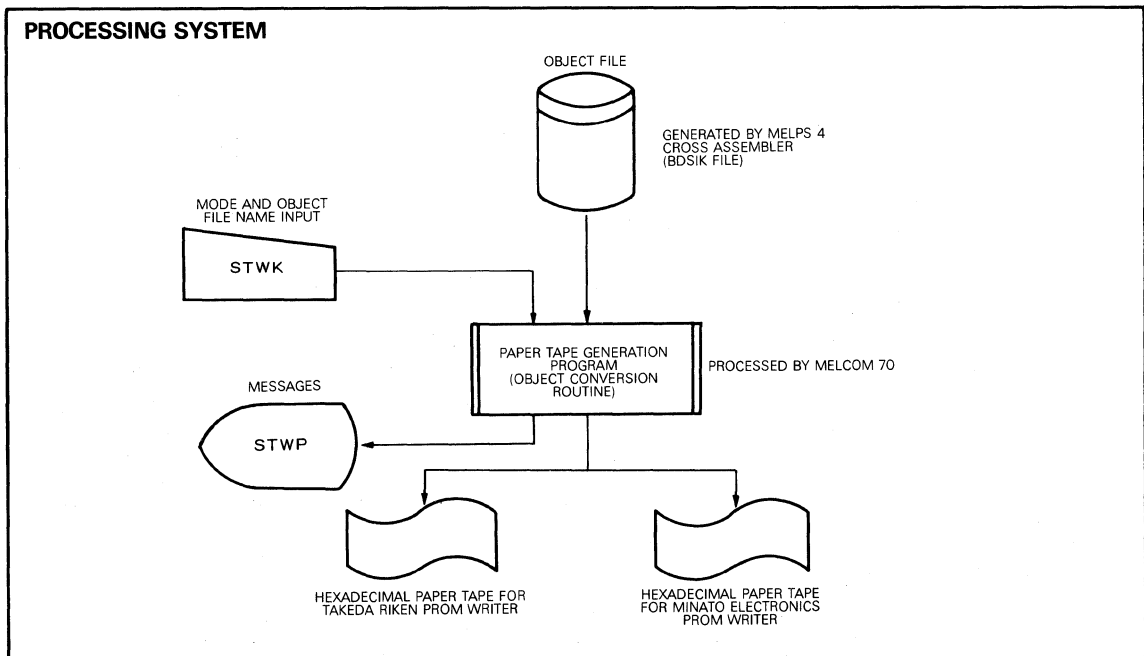 PROCESSING SYSTEM
OBJECT FILE
GENERATED BY MELPS 4
CROSS ASSEMBLER
(BDSIK FILE)
MODE AND OBJECT
FILE NAME INPUT
STWK
PAPER TAPE GENERATION
PROGRAM
(OBJECT CONVERSION
ROUTINE)
PROCESSED BY MELCOM 70
MESSAGES
STWP
HEXADECIMAL PAPER TAPE FOR
TAKEDA RIKEN PROM WRITER
HEXADECIMAL PAPER TAPE
FOR MINATO ELECTRONICS
PROM WRITER